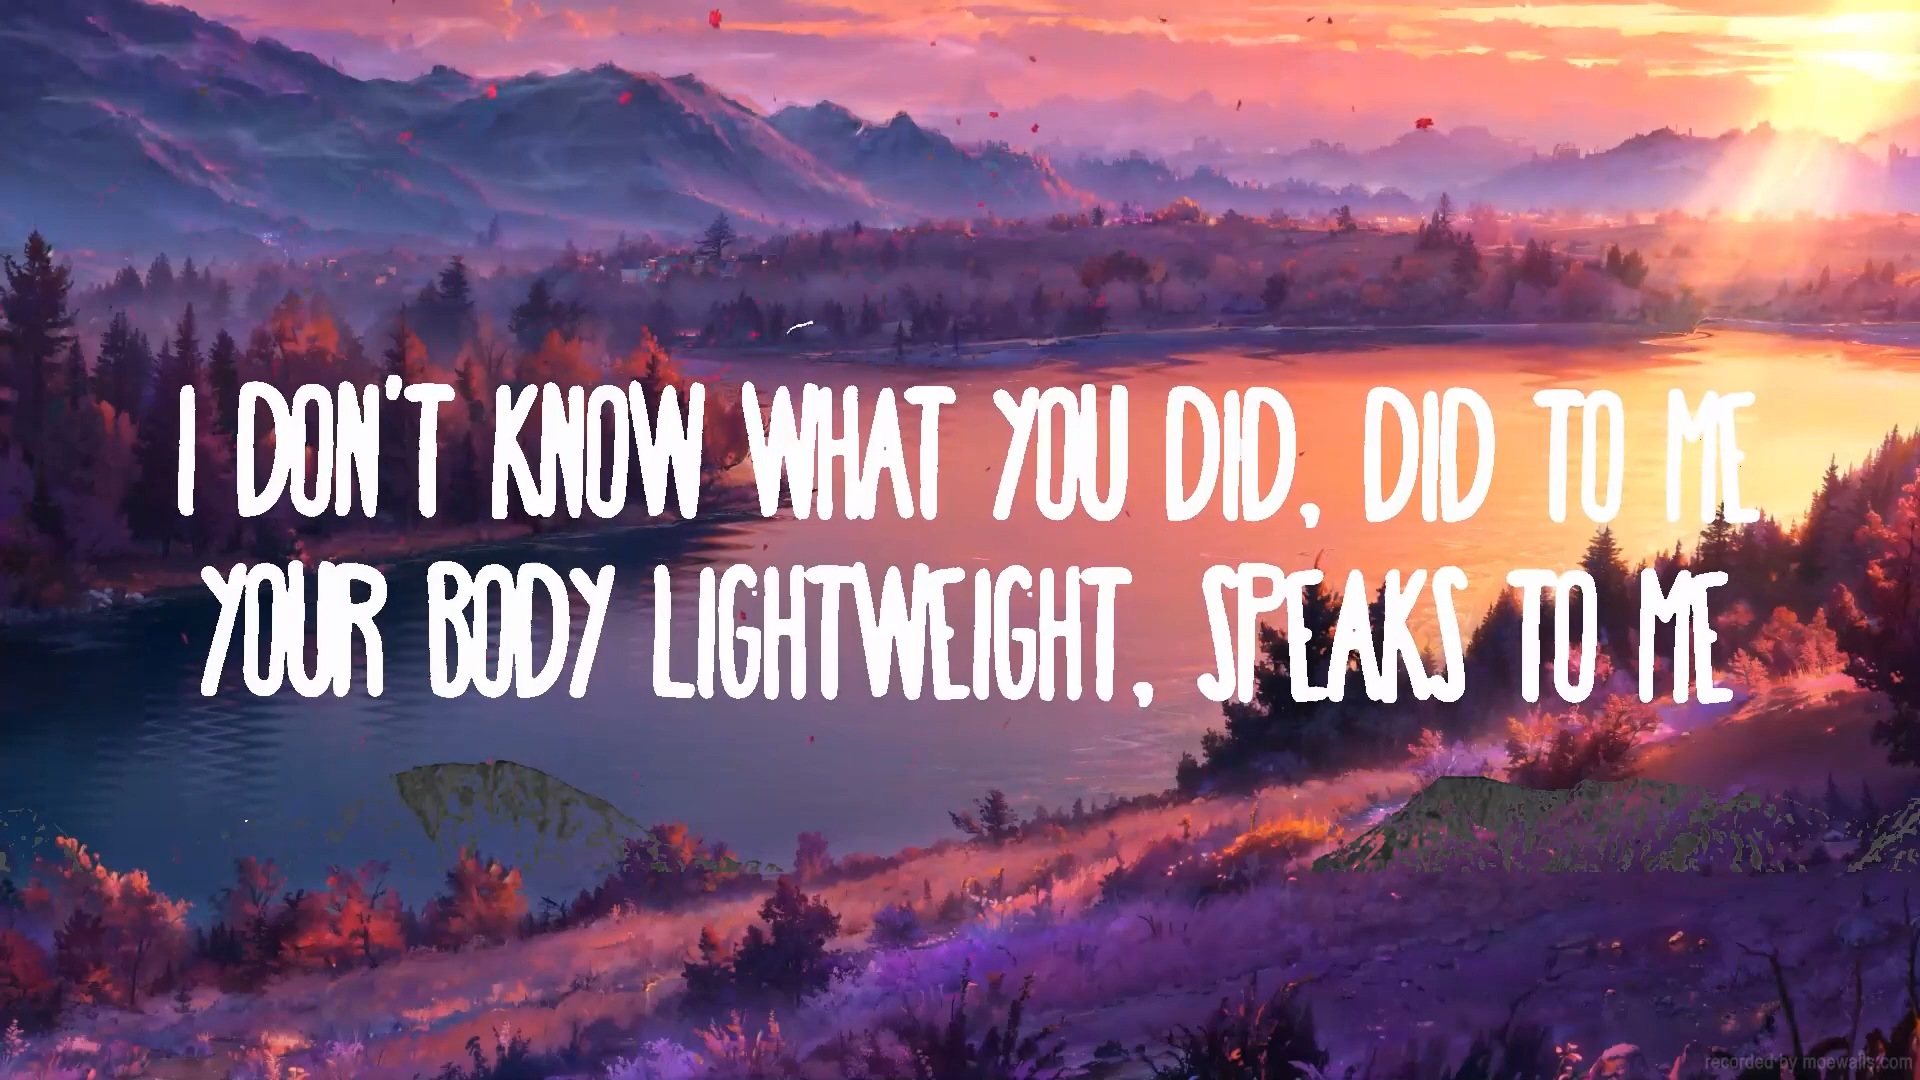 I DON'T KNOW WHAT YOU DID, DID TO ME
YOUR BODY LIGHTWEIGHT, SPEAKS TO ME
recorded by moewalls.com